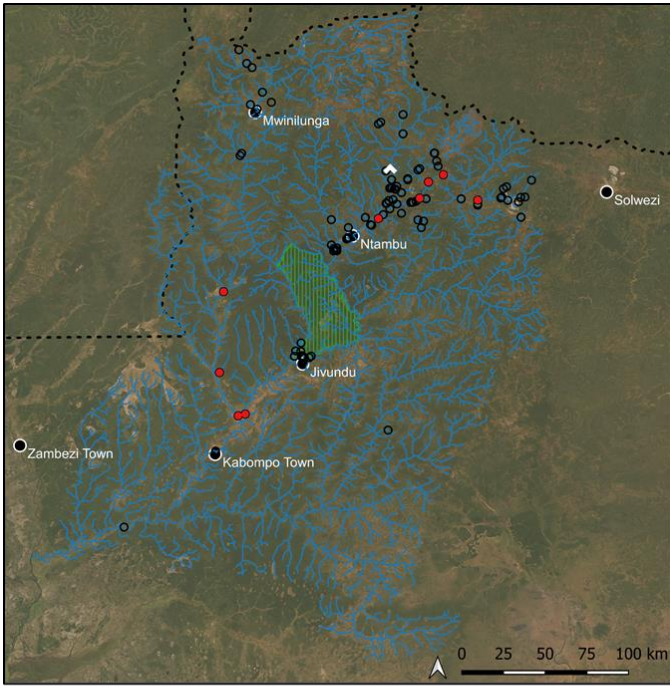 Mwinilunga
Solwezi
Ntambu
Jivundu
Zambezi Town
Kabompo Town
0 25 50 75 100 km